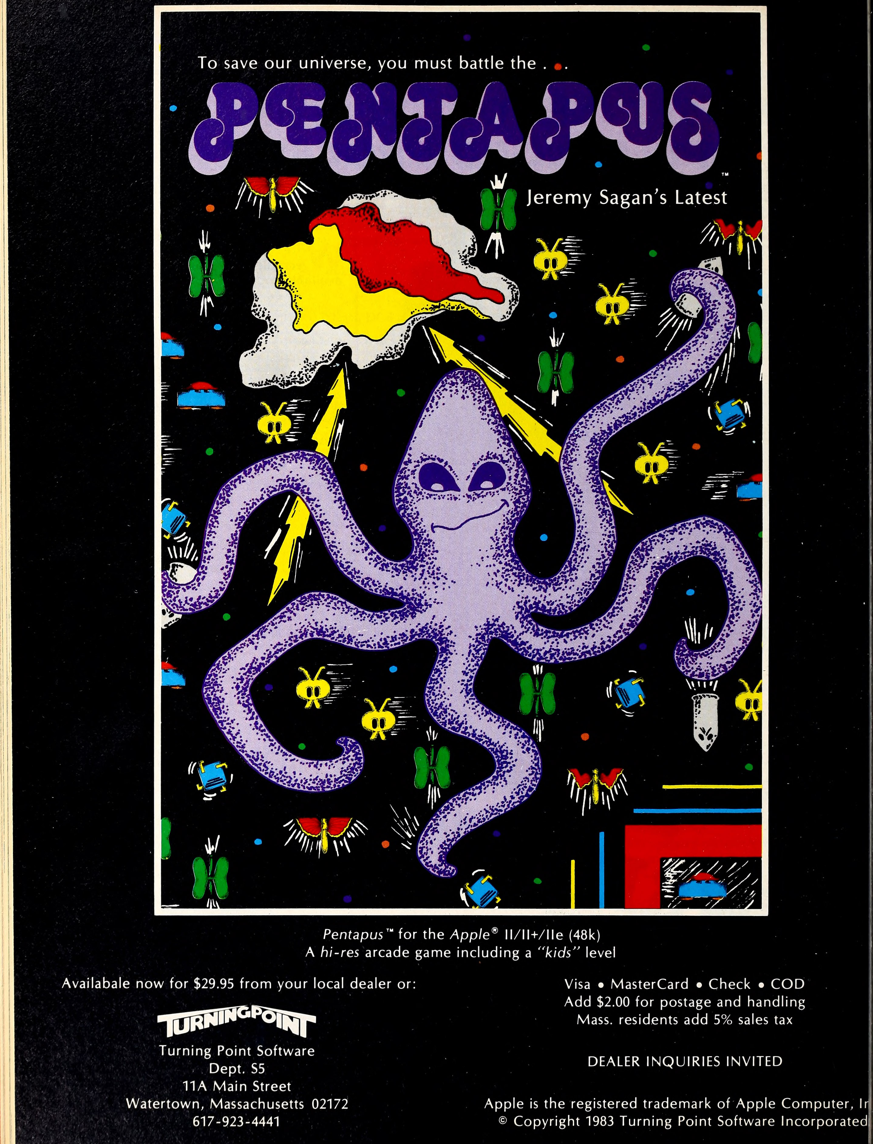 To save our universe, you must battle the . . .
PENTAPUS
™
Jeremy Sagan's Latest
Pentapus™ for the Apple® II/II+/IIe (48k)
A hi-res arcade game including a "kids" level
Availabale now for $29.95 from your local dealer or:
TURNINGPOINT
Turning Point Software
Dept. S5
11A Main Street
Watertown, Massachusetts 02172
617-923-4441
Visa • MasterCard • Check • COD
Add $2.00 for postage and handling
Mass. residents add 5% sales tax
DEALER INQUIRIES INVITED
Apple is the registered trademark of Apple Computer,
© Copyright 1983 Turning Point Software Incorporated